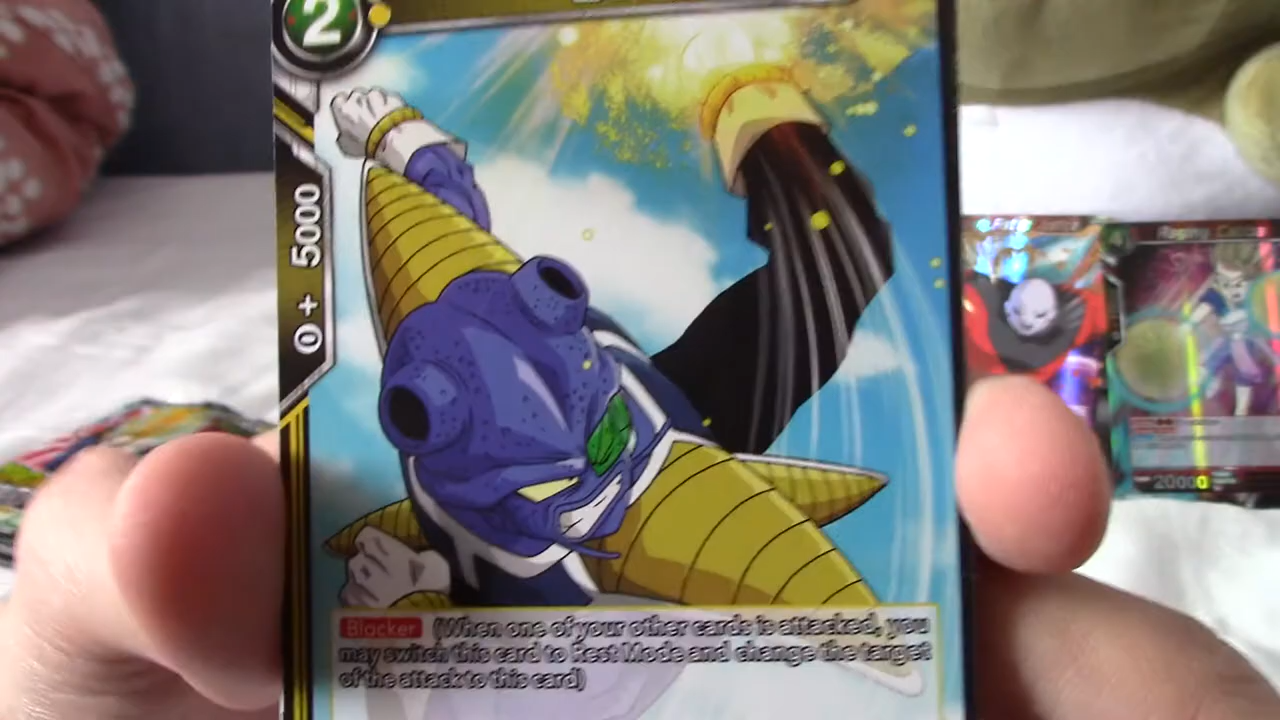 2
0 + 5000
Blocker (When one of your other cards is attacked, you
may switch this card to Rest Mode and change the target
of the attack to this card)
20000